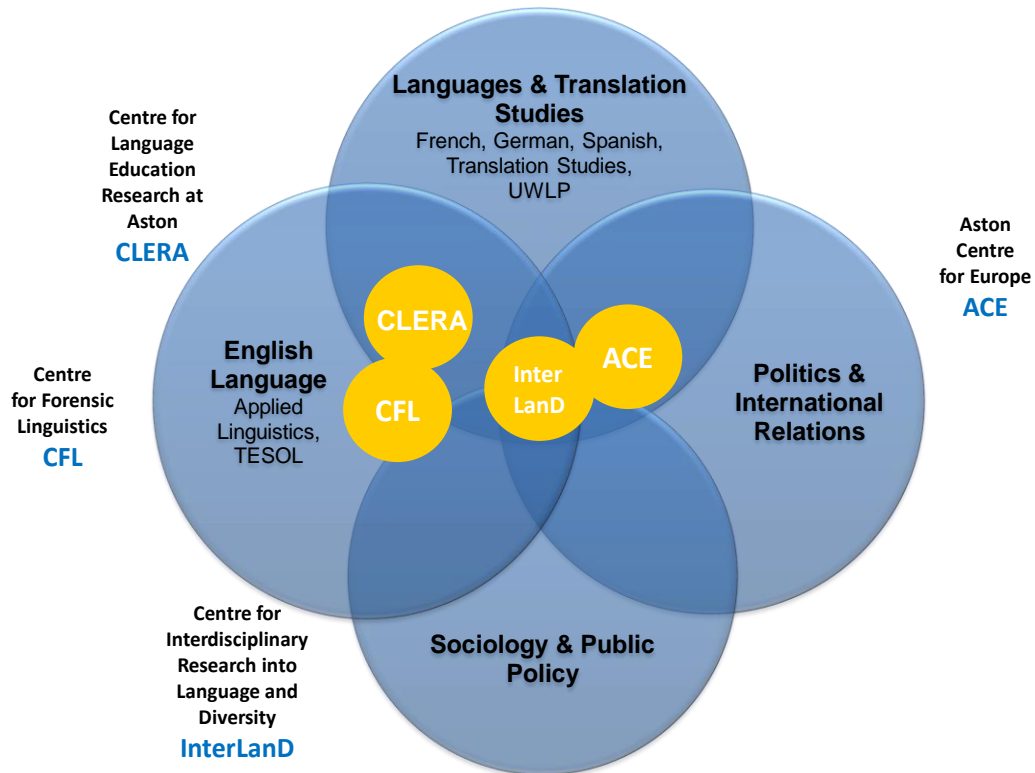 Languages & Translation
Studies
French, German, Spanish,
Translation Studies,
UWLP
Centre for
Language
Education
Research at
Aston
CLERA
Aston
Centre
for Europe
ACE
CLERA
English
Language
Applied
Linguistics,
TESOL
CFL
Inter
LanD
ACE
Politics &
International
Relations
Centre
for Forensic
Linguistics
CFL
Centre for
Interdisciplinary
Research into
Language and
Diversity
InterLanD
Sociology & Public
Policy